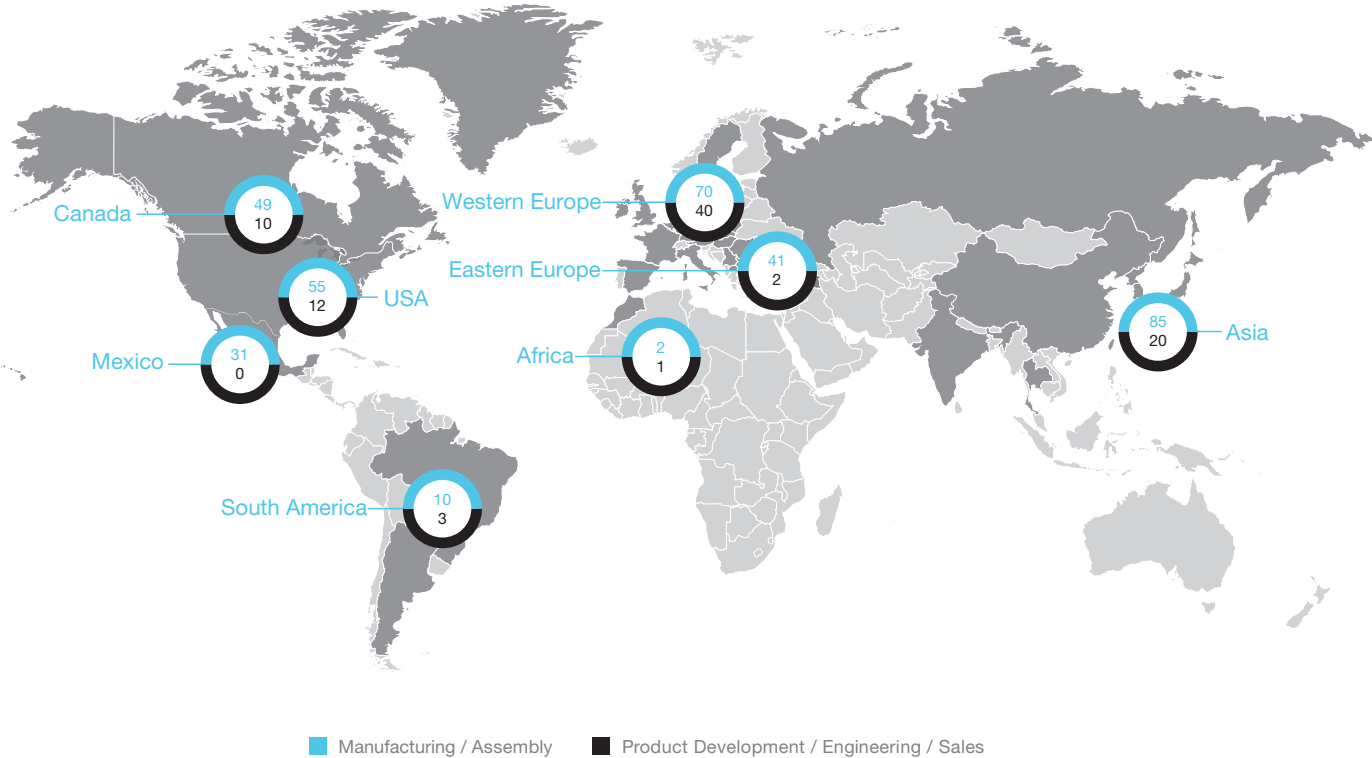 Canada
49
10
Western Europe
70
40
Eastern Europe
41
2
USA
55
12
Mexico
31
0
Africa
2
1
Asia
85
20
South America
10
3
Manufacturing / Assembly
Product Development / Engineering / Sales